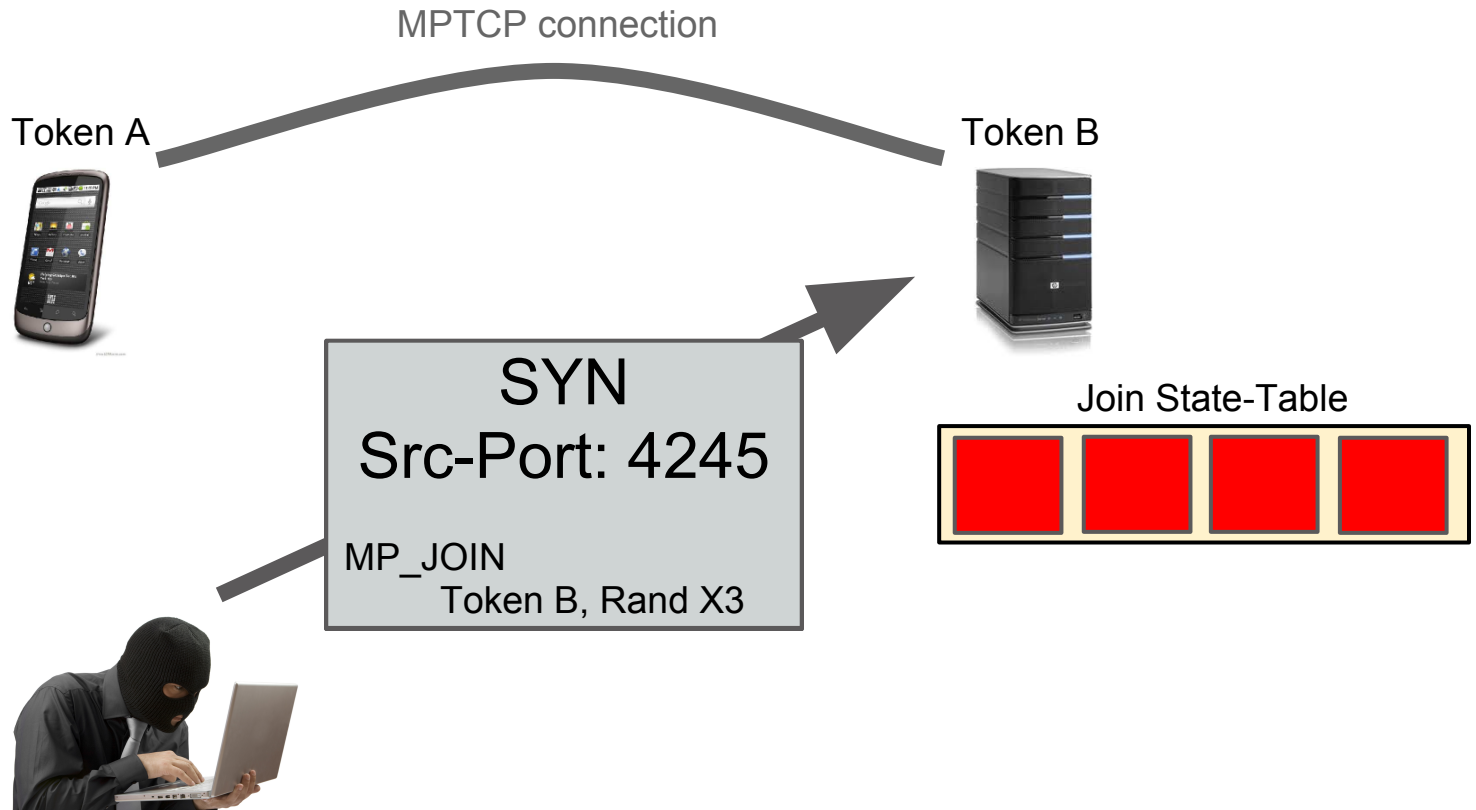 MPTCP connection
Token A
Token B
SYN
Src-Port: 4245
MP_JOIN
Token B, Rand X3
Join State-Table